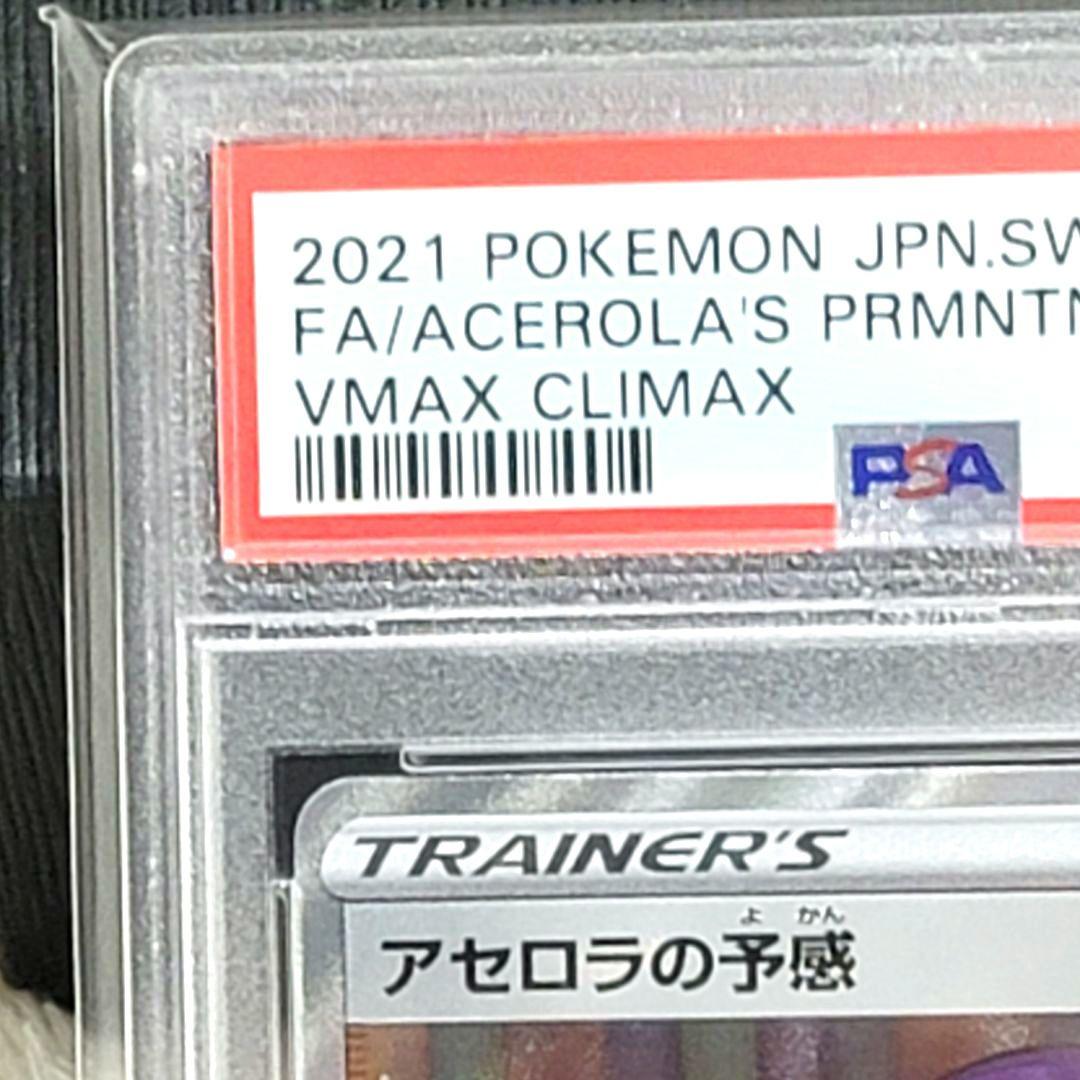 2021 POKEMON JPN.SW
FA/ACEROLA'S PRMNTN
VMAX CLIMAX
PSA
TRAINER'S
よ かん
アセロラの予感